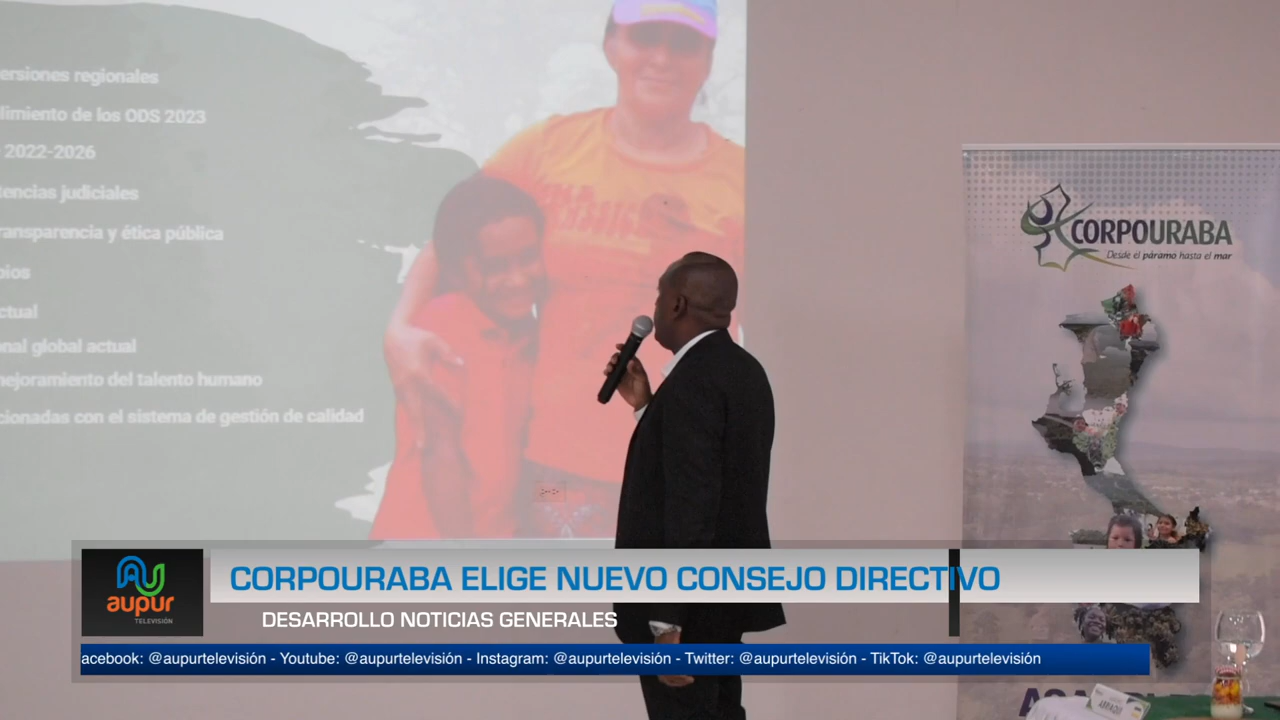 ersiones regionales
limiento de los ODS 2023
2022-2026
tencias judiciales
ransparencia y ética pública
pios
ctual
onal global actual
mejoramiento del talento humano
cionadas con el sistema de gestión de calidad
CORPOURABA
Desde el páramo hasta el mar
CORPOURABA ELIGE NUEVO CONSEJO DIRECTIVO
aupur
TELEVISIÓN
DESARROLLO NOTICIAS GENERALES
acebook: @aupurtelevisión - Youtube: @aupurtelevisión - Instagram: @aupurtelevisión - Twitter: @aupurtelevisión - TikTok: @aupurtelevisión